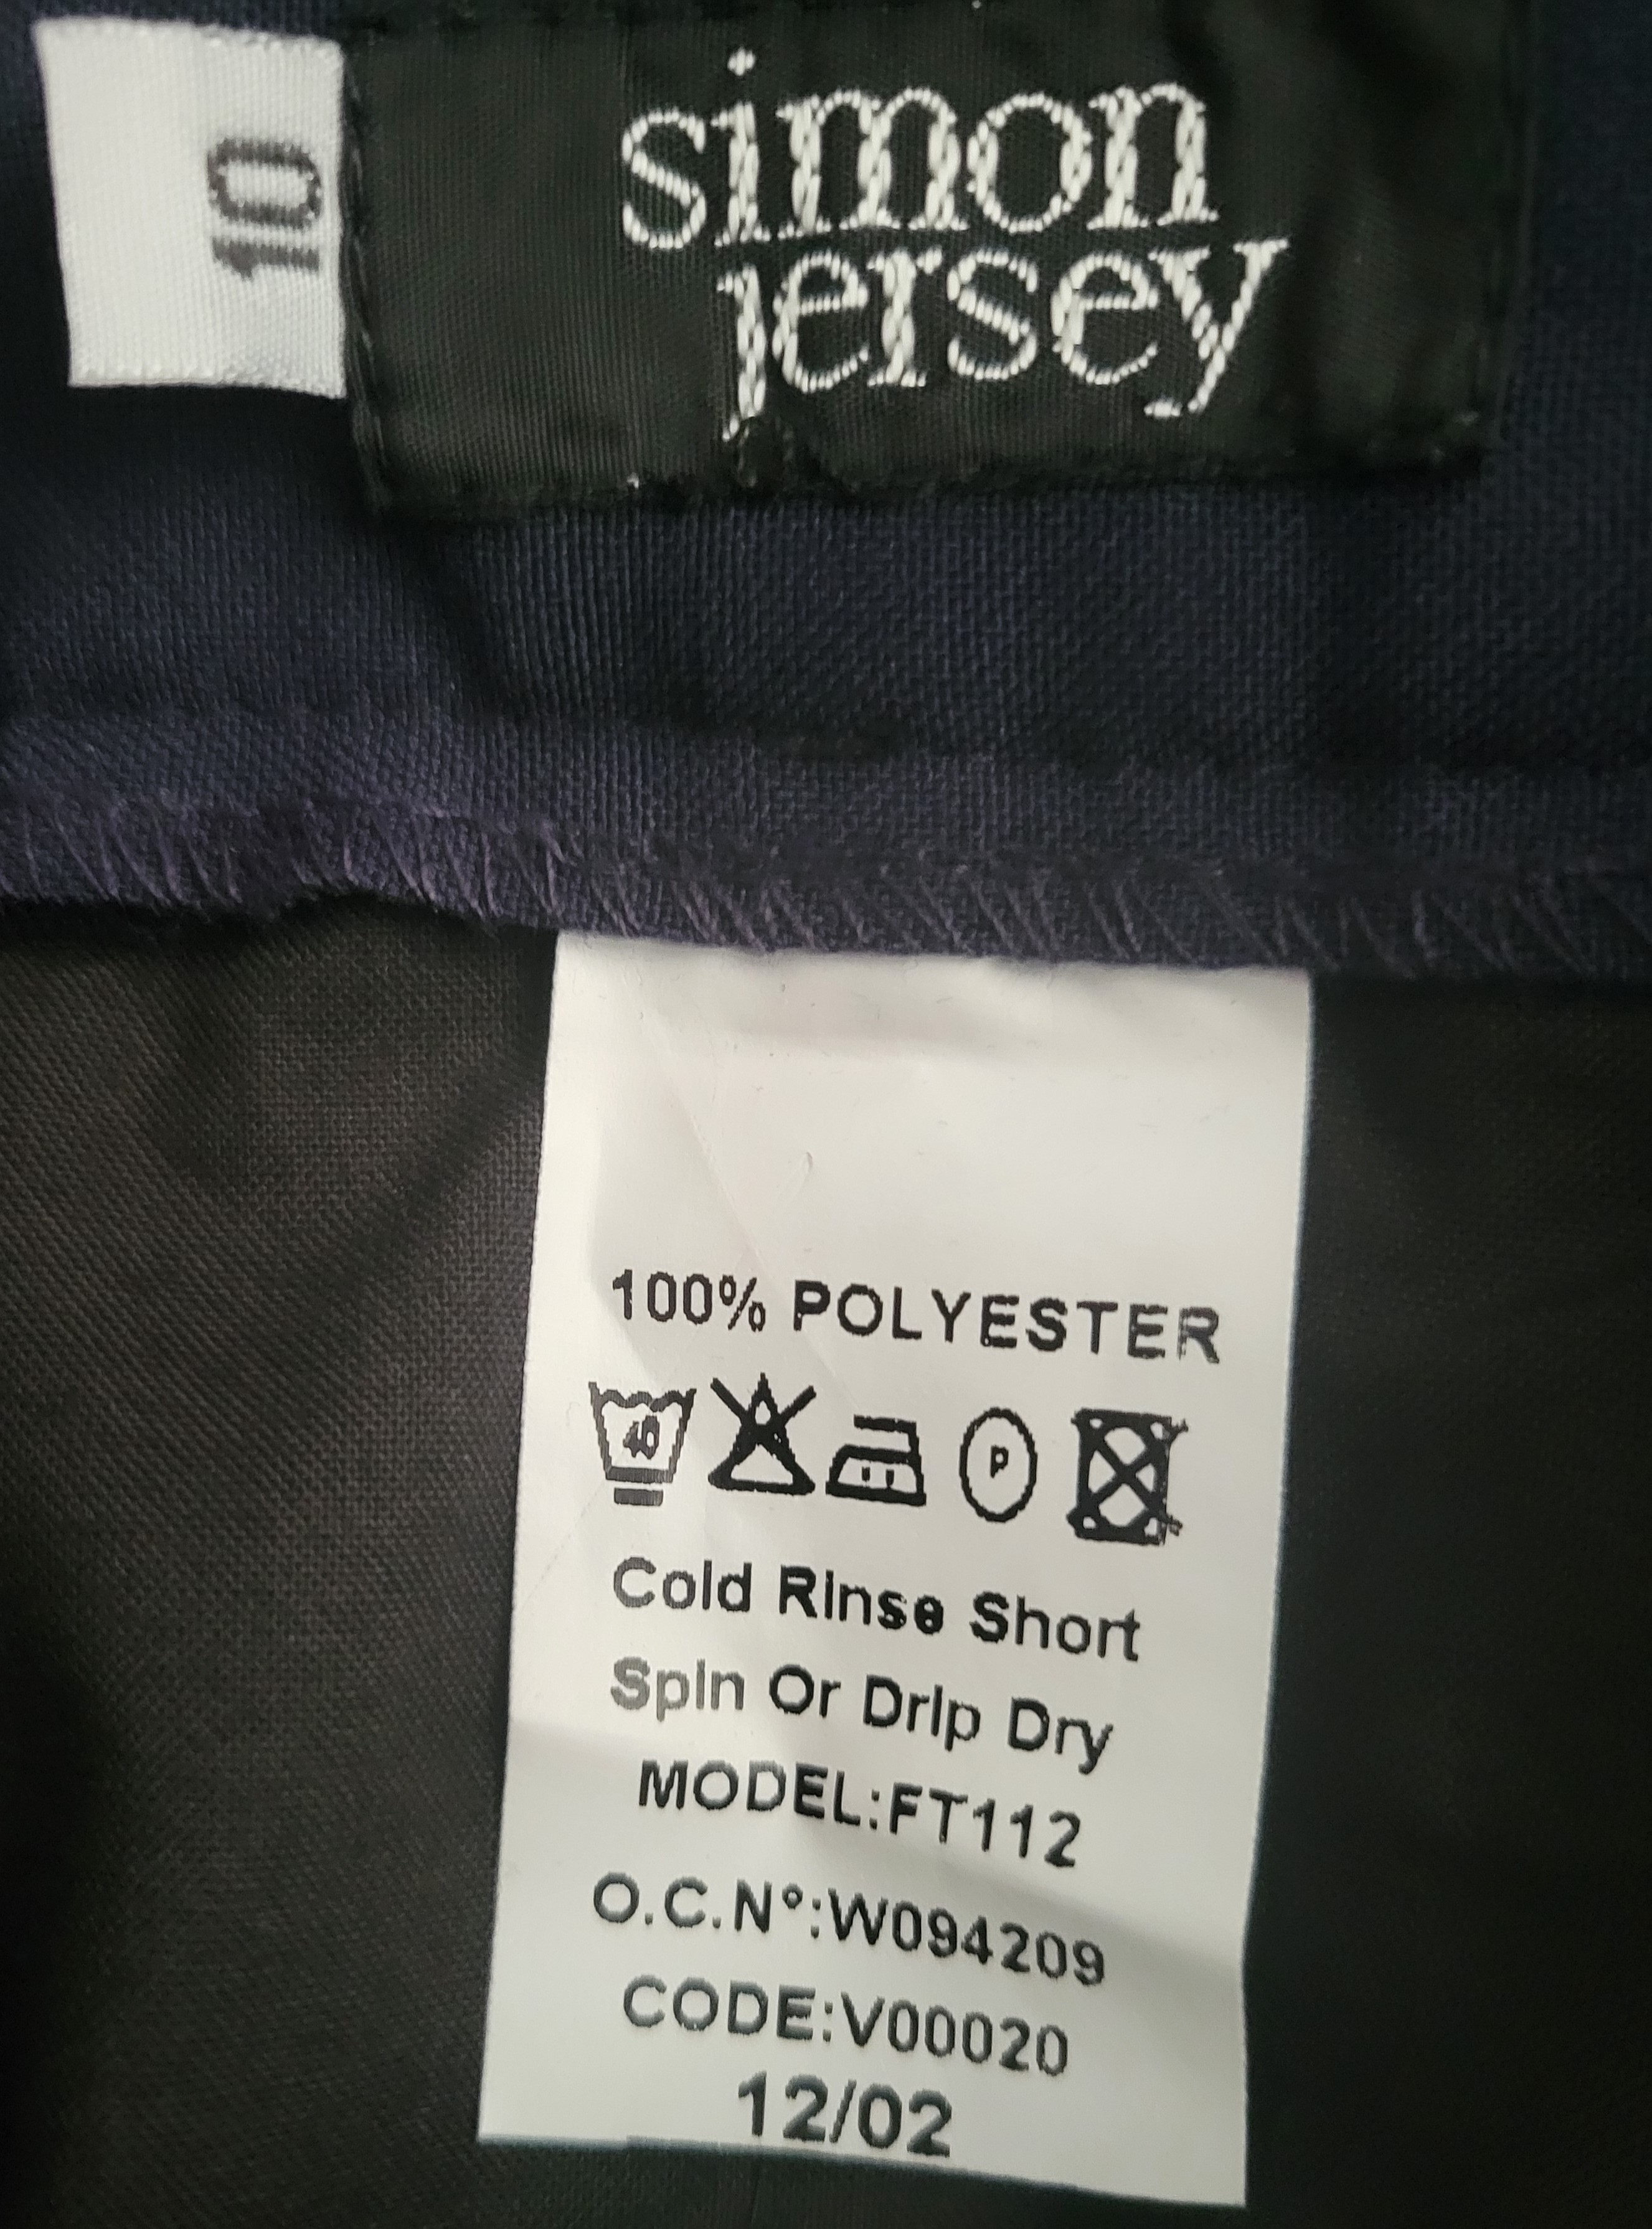 10
simon
jersey
100% POLYESTER
40
P
Cold Rinse Short
Spin Or Drip Dry
MODEL:FT112
O.C.N°:W094209
CODE:V00020
12/02